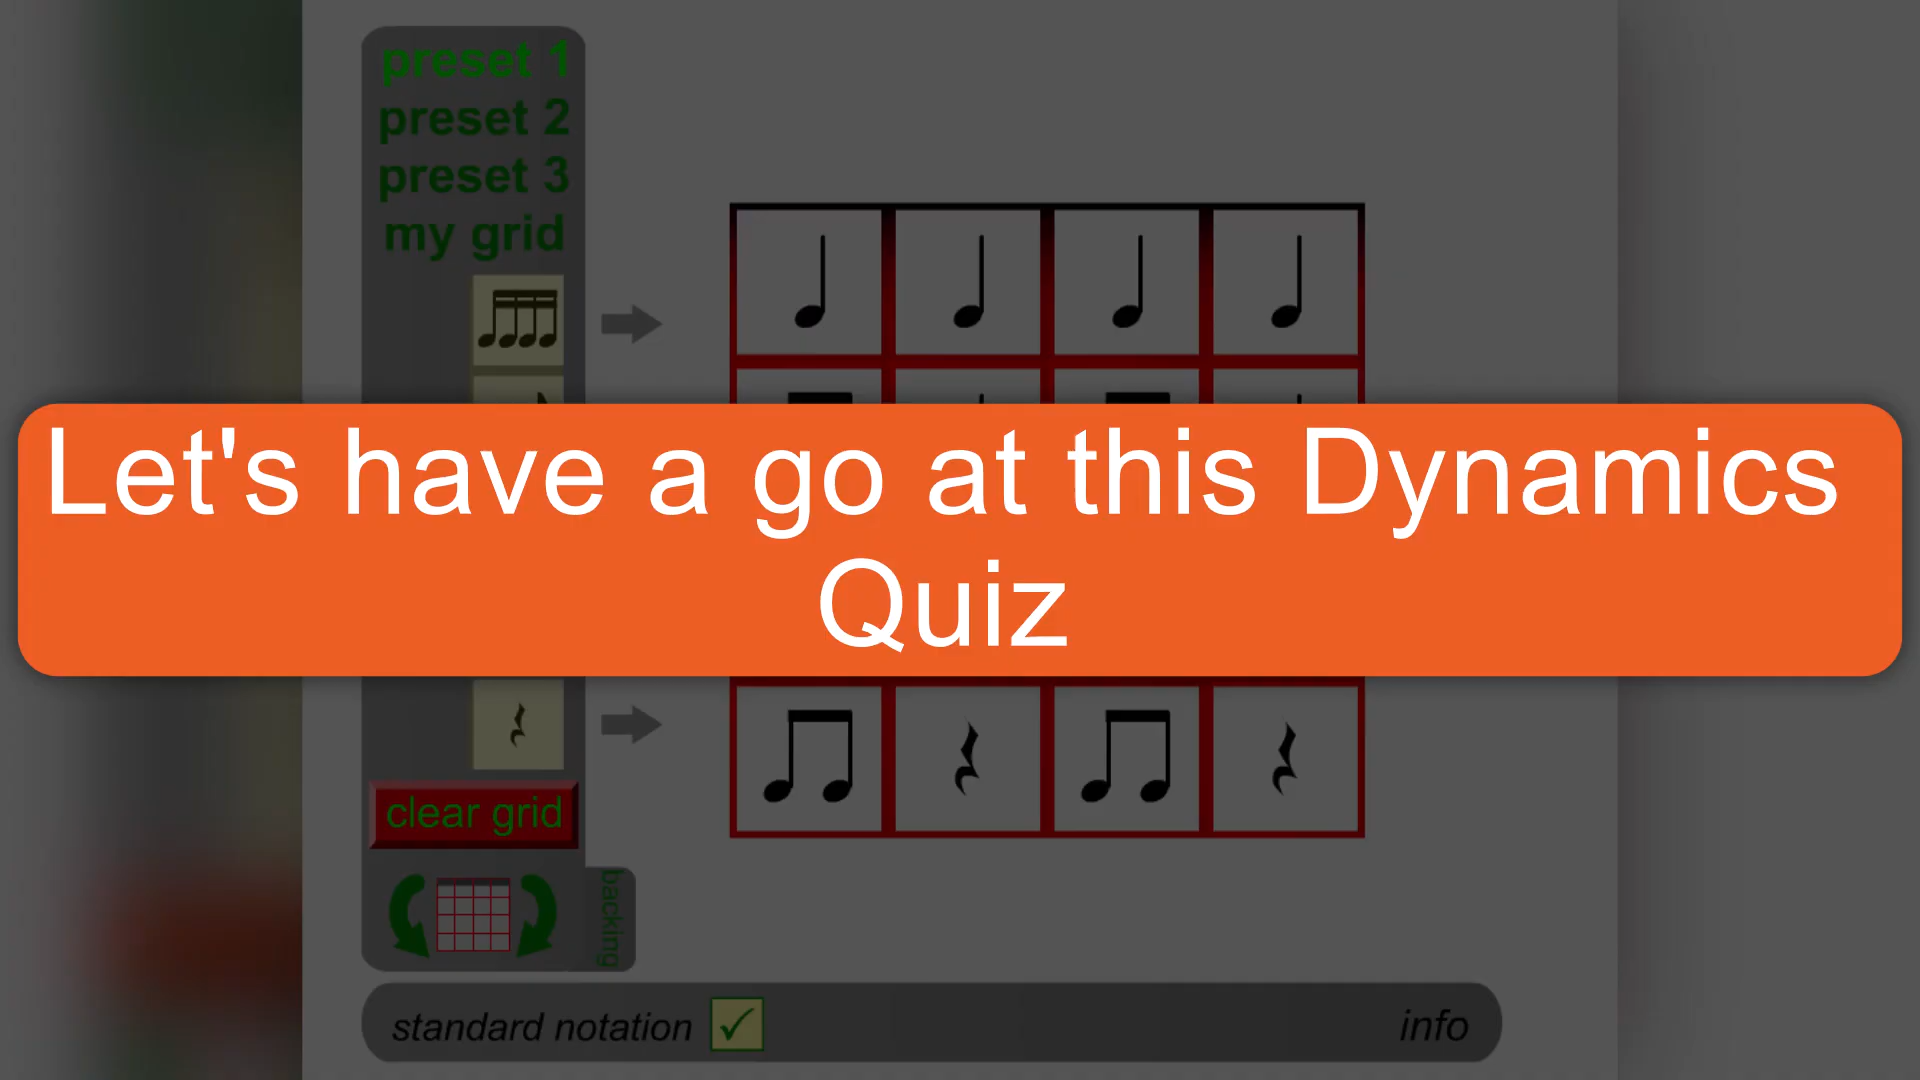 preset 1
preset 2
preset 3
my grid
Let's have a go at this Dynamics
Quiz
clear grid
backing
standard notation
info